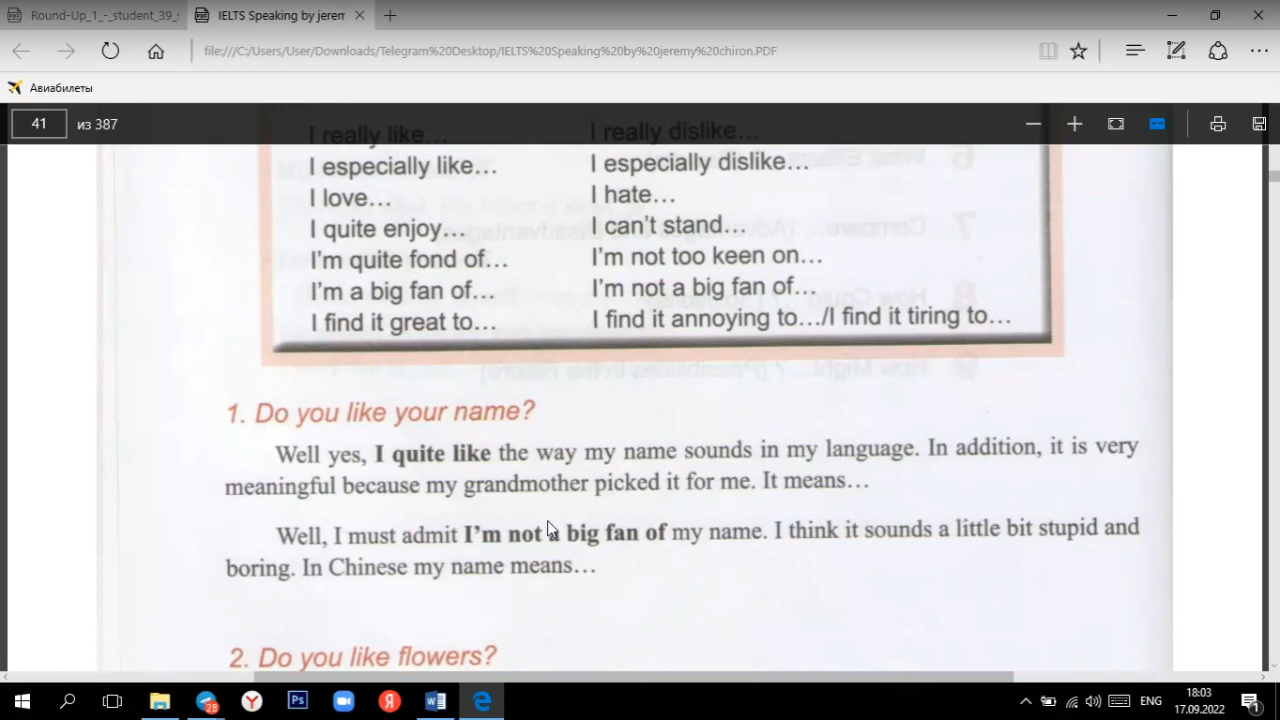 Round-Up_1_-_student_39_s
IELTS Speaking by jerem
file:///C:/Users/User/Downloads/Telegram%20Desktop/IELTS%20Speaking%20by%20jeremy%20chiron.PDF
Авиабилеты
41 из 387
I really like… I really dislike…
I especially like… I especially dislike…
I love… I hate…
I quite enjoy… I can't stand…
I'm quite fond of… I'm not too keen on…
I'm a big fan of… I'm not a big fan of…
I find it great to… I find it annoying to…/I find it tiring to…
1. Do you like your name?
Well yes, I quite like the way my name sounds in my language. In addition, it is very
meaningful because my grandmother picked it for me. It means…
Well, I must admit I'm not a big fan of my name. I think it sounds a little bit stupid and
boring. In Chinese my name means…
2. Do you like flowers?
28
Ps
ENG
18:03
17.09.2022
1